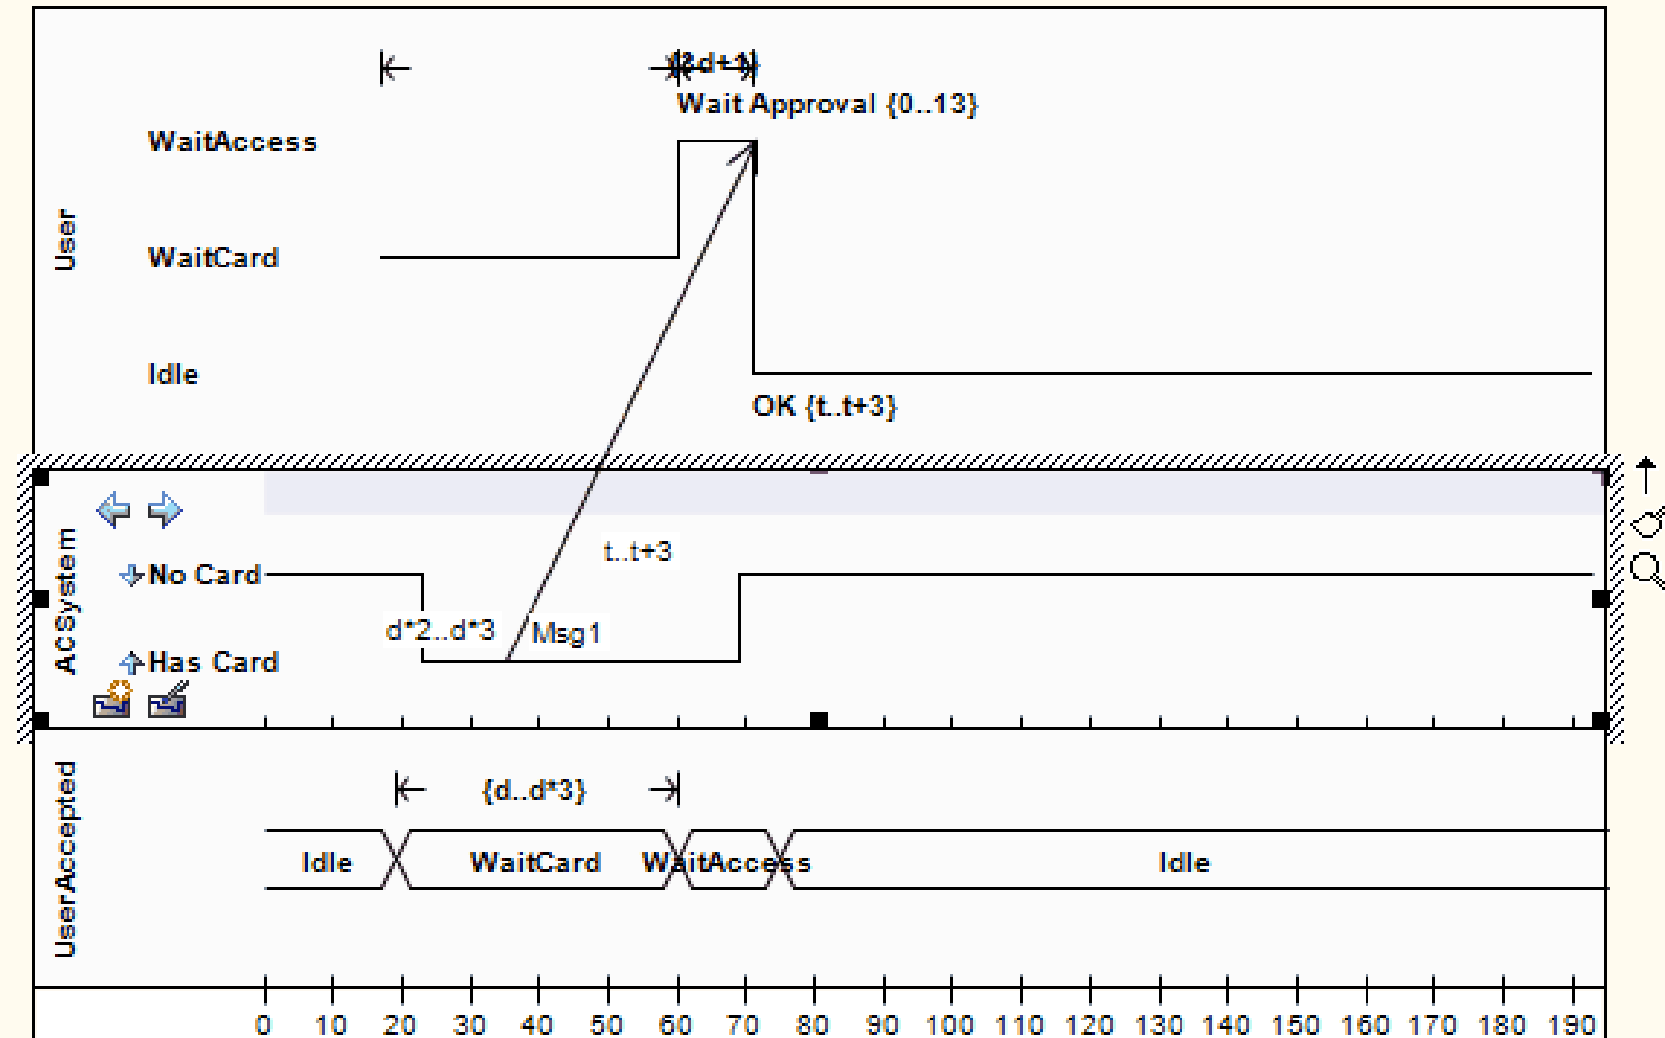 Wait Approval {0..13}
WaitAccess
User
WaitCard
Idle
OK {t..t+3}
ACSystem
t..t+3
No Card
d*2..d*3
Msg1
Has Card
UserAccepted
{d..d*3}
Idle WaitCard WaitAccess Idle
0 10 20 30 40 50 60 70 80 90 100 110 120 130 140 150 160 170 180 190